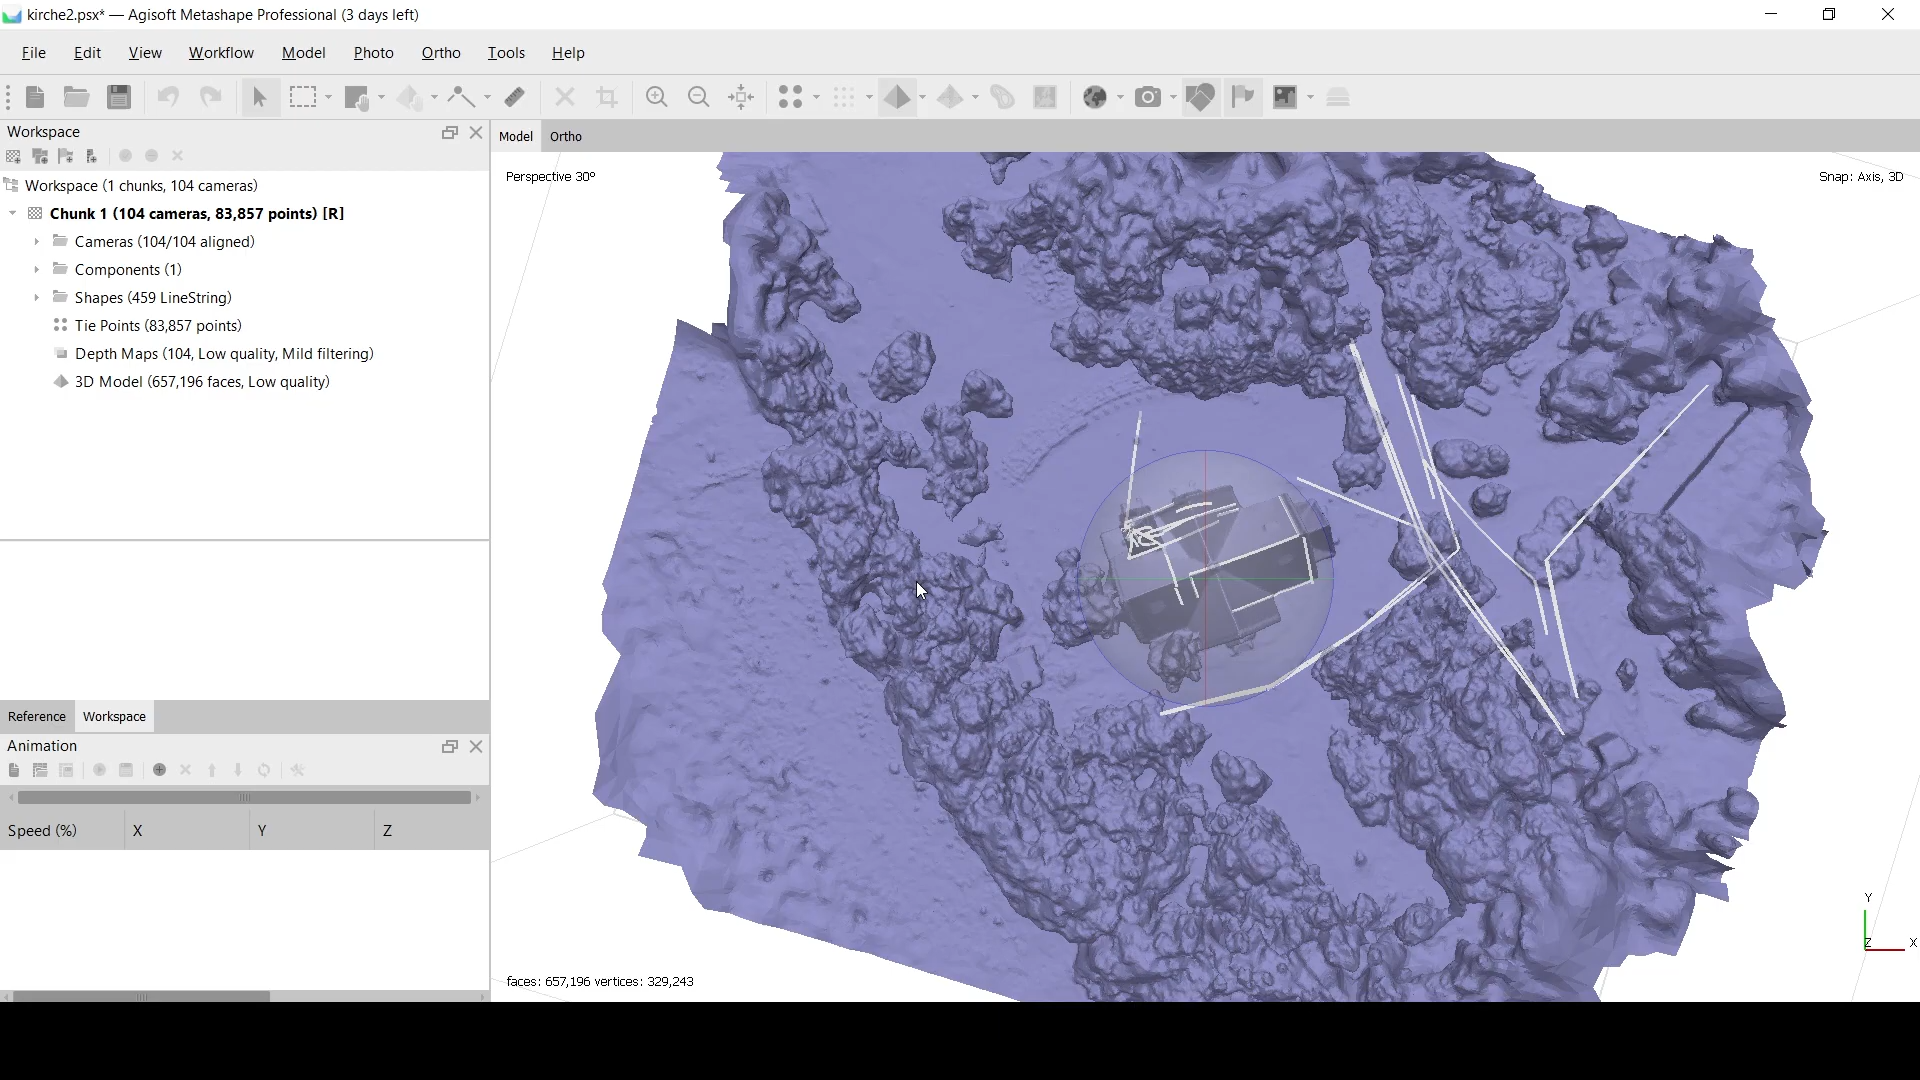 kirche2.psx* — Agisoft Metashape Professional (3 days left)
File Edit View Workflow Model Photo Ortho Tools Help
Workspace
Workspace (1 chunks, 104 cameras)
Chunk 1 (104 cameras, 83,857 points) [R]
Cameras (104/104 aligned)
Components (1)
Shapes (459 LineString)
Tie Points (83,857 points)
Depth Maps (104, Low quality, Mild filtering)
3D Model (657,196 faces, Low quality)
Reference Workspace
Animation
Speed (%) X Y Z
Model Ortho
Perspective 30°
Snap: Axis, 3D
faces: 657,196 vertices: 329,243
Y
Z X